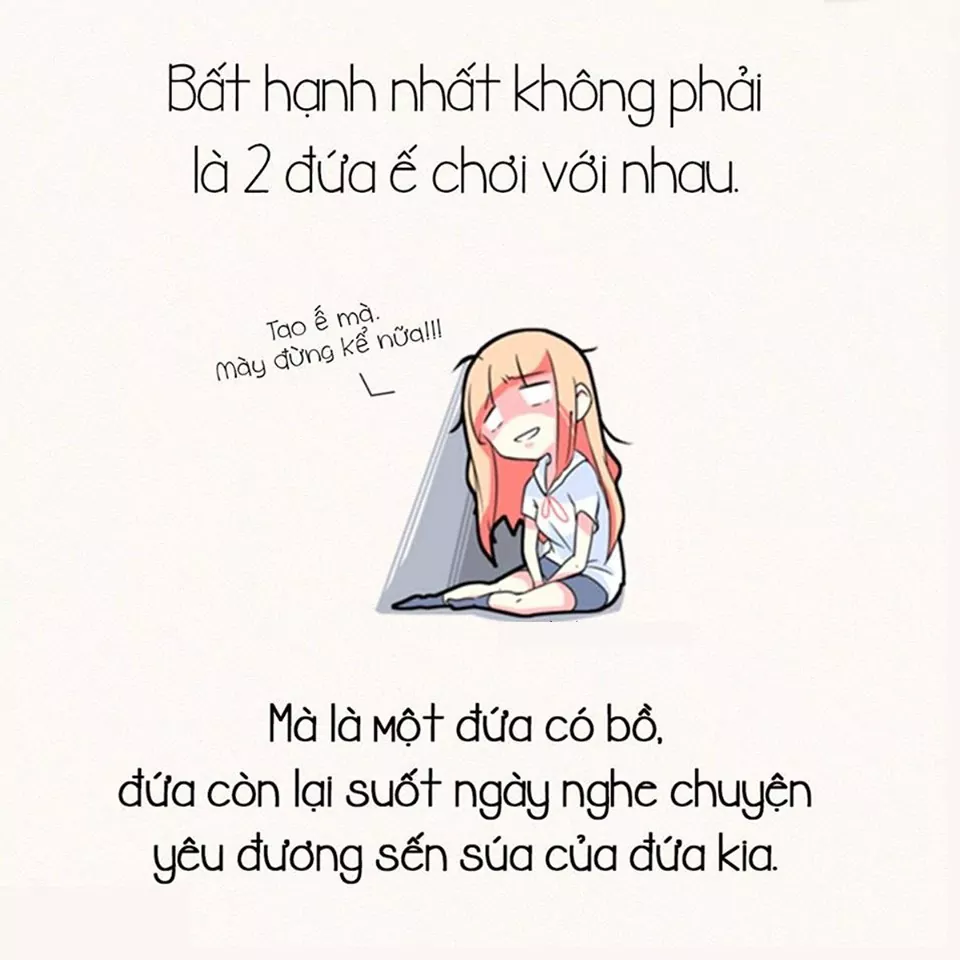 Bất hạnh nhất không phải
là 2 đứa ế chơi với nhau.
Tao ế mà.
Mày đừng kể nữa!!!
Mà là một đứa có bồ,
đứa còn lại suốt ngày nghe chuyện
yêu đương sến súa của đứa kia.